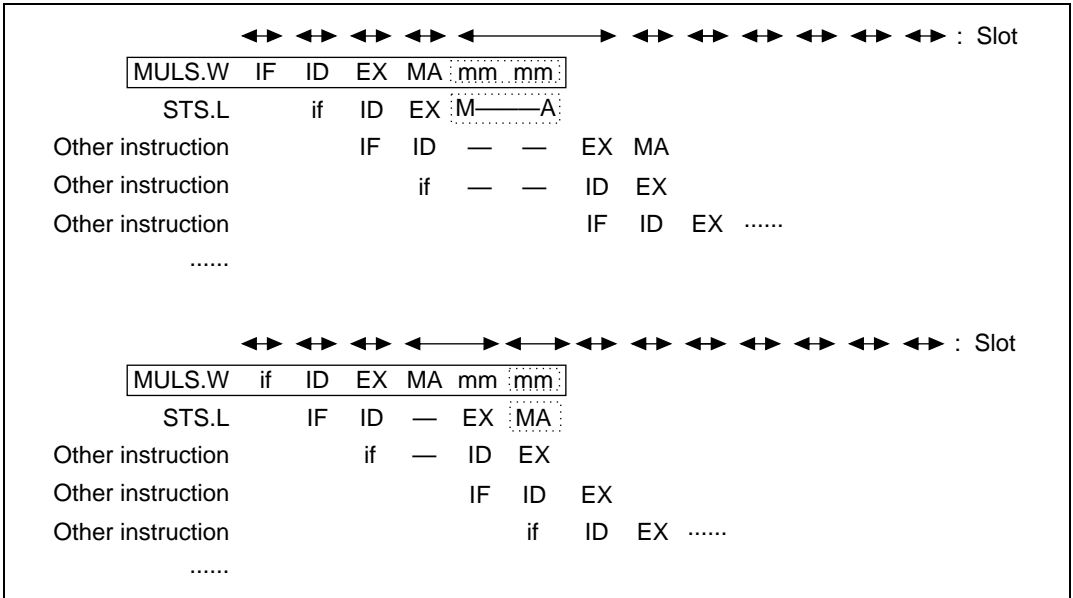 : Slot
MULS.W IF ID EX MA mm mm
STS.L if ID EX M———A
Other instruction IF ID — — EX MA
Other instruction if — — ID EX
Other instruction IF ID EX ······
······
: Slot
MULS.W if ID EX MA mm mm
STS.L IF ID — EX MA
Other instruction if — ID EX
Other instruction IF ID EX
Other instruction if ID EX ······
······